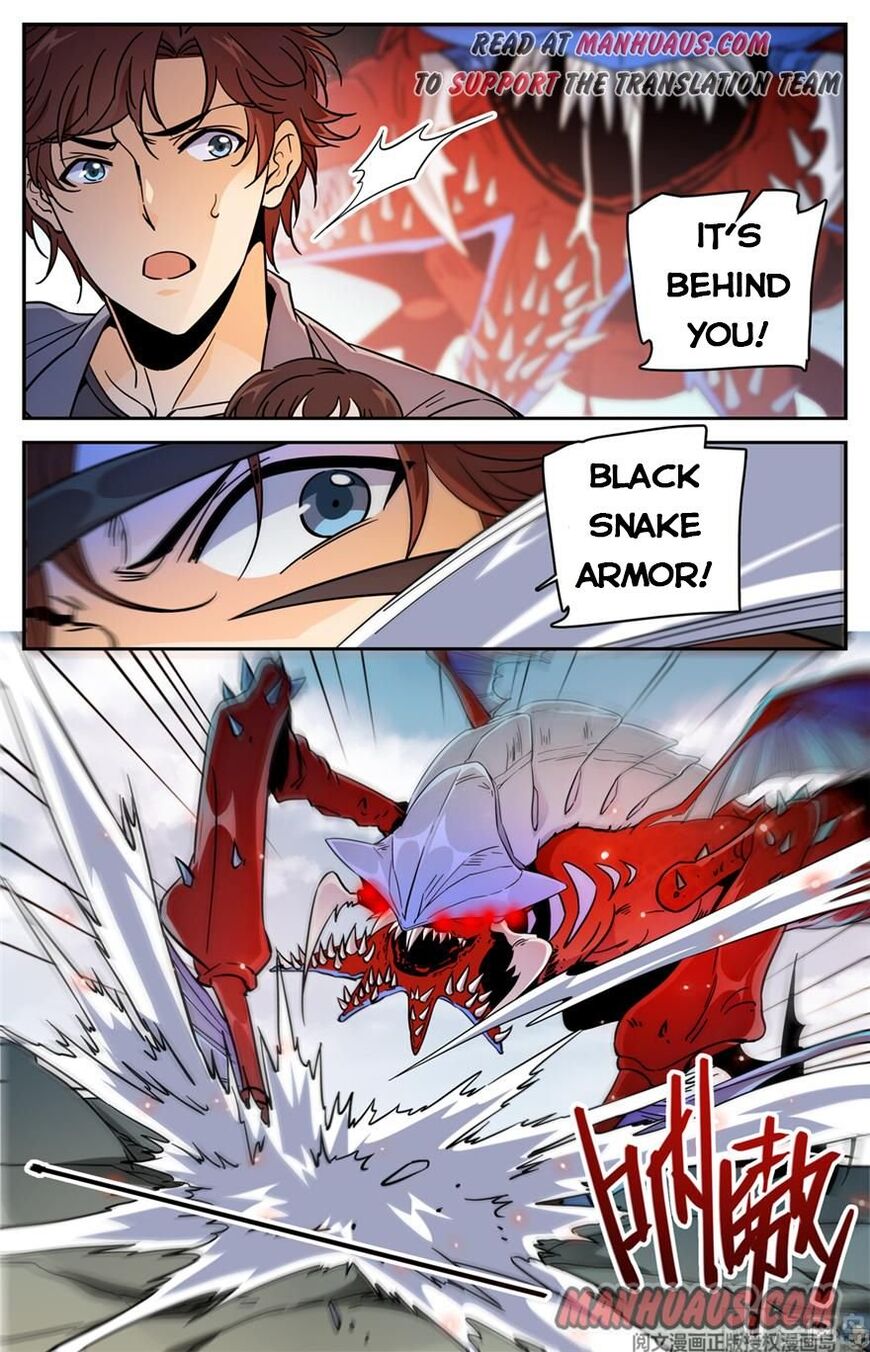 READ AT MANHUAUS.COM
TO SUPPORT THE TRANSLATION TEAM
IT'S
BEHIND
YOU!
BLACK
SNAKE
ARMOR!
MANHUAUS.COM
阅文漫画正版授权漫画岛